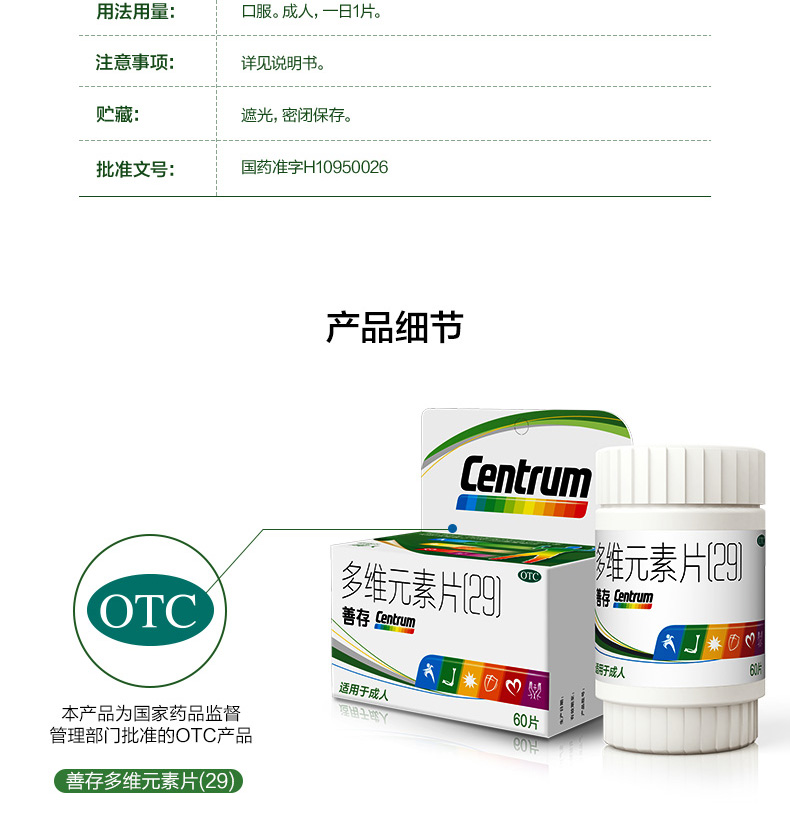 用法用量：
口服。成人，一日1片。
注意事项：
详见说明书。
贮藏：
遮光，密闭保存。
批准文号：
国药准字H10950026
产品细节
Centrum
多维元素片(29)
OTC
善存 Centrum
适用于成人
60片
多维元素片(29)
善存 Centrum
适用于成人
60片
OTC
本产品为国家药品监督
管理部门批准的OTC产品
善存多维元素片(29)